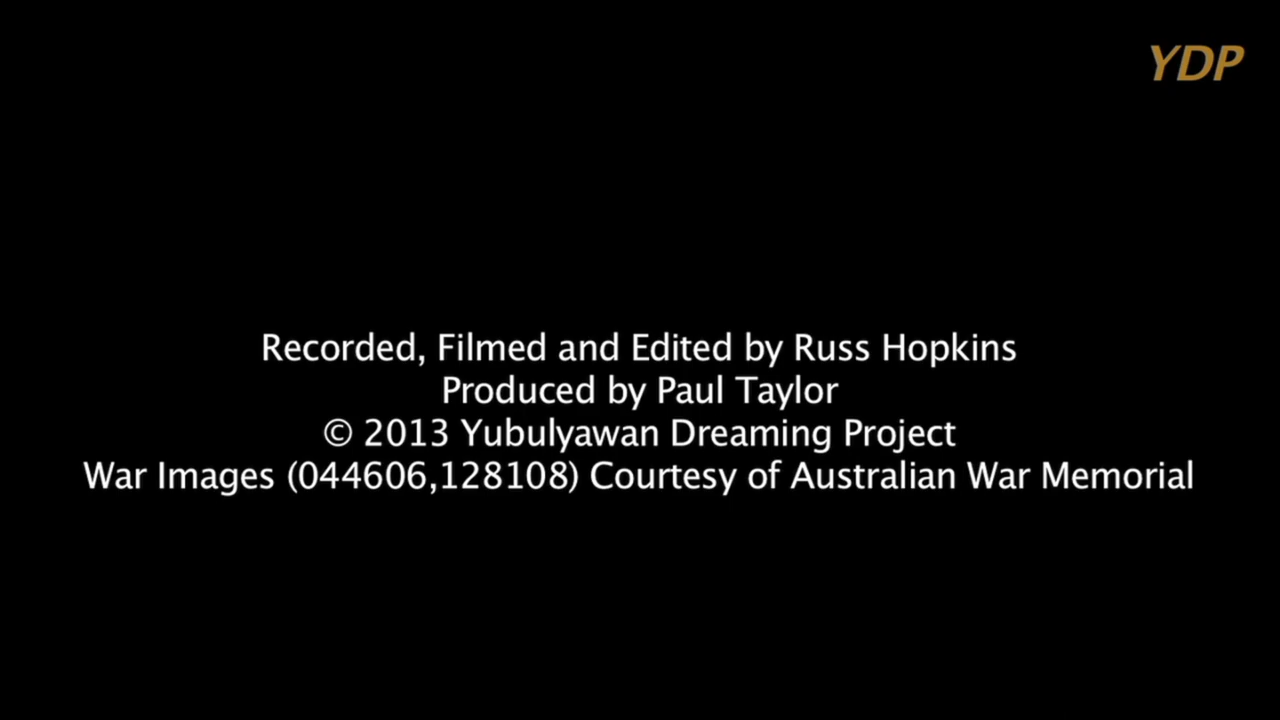 YDP
Recorded, Filmed and Edited by Russ Hopkins
Produced by Paul Taylor
© 2013 Yubulyawan Dreaming Project
War Images (044606,128108) Courtesy of Australian War Memorial